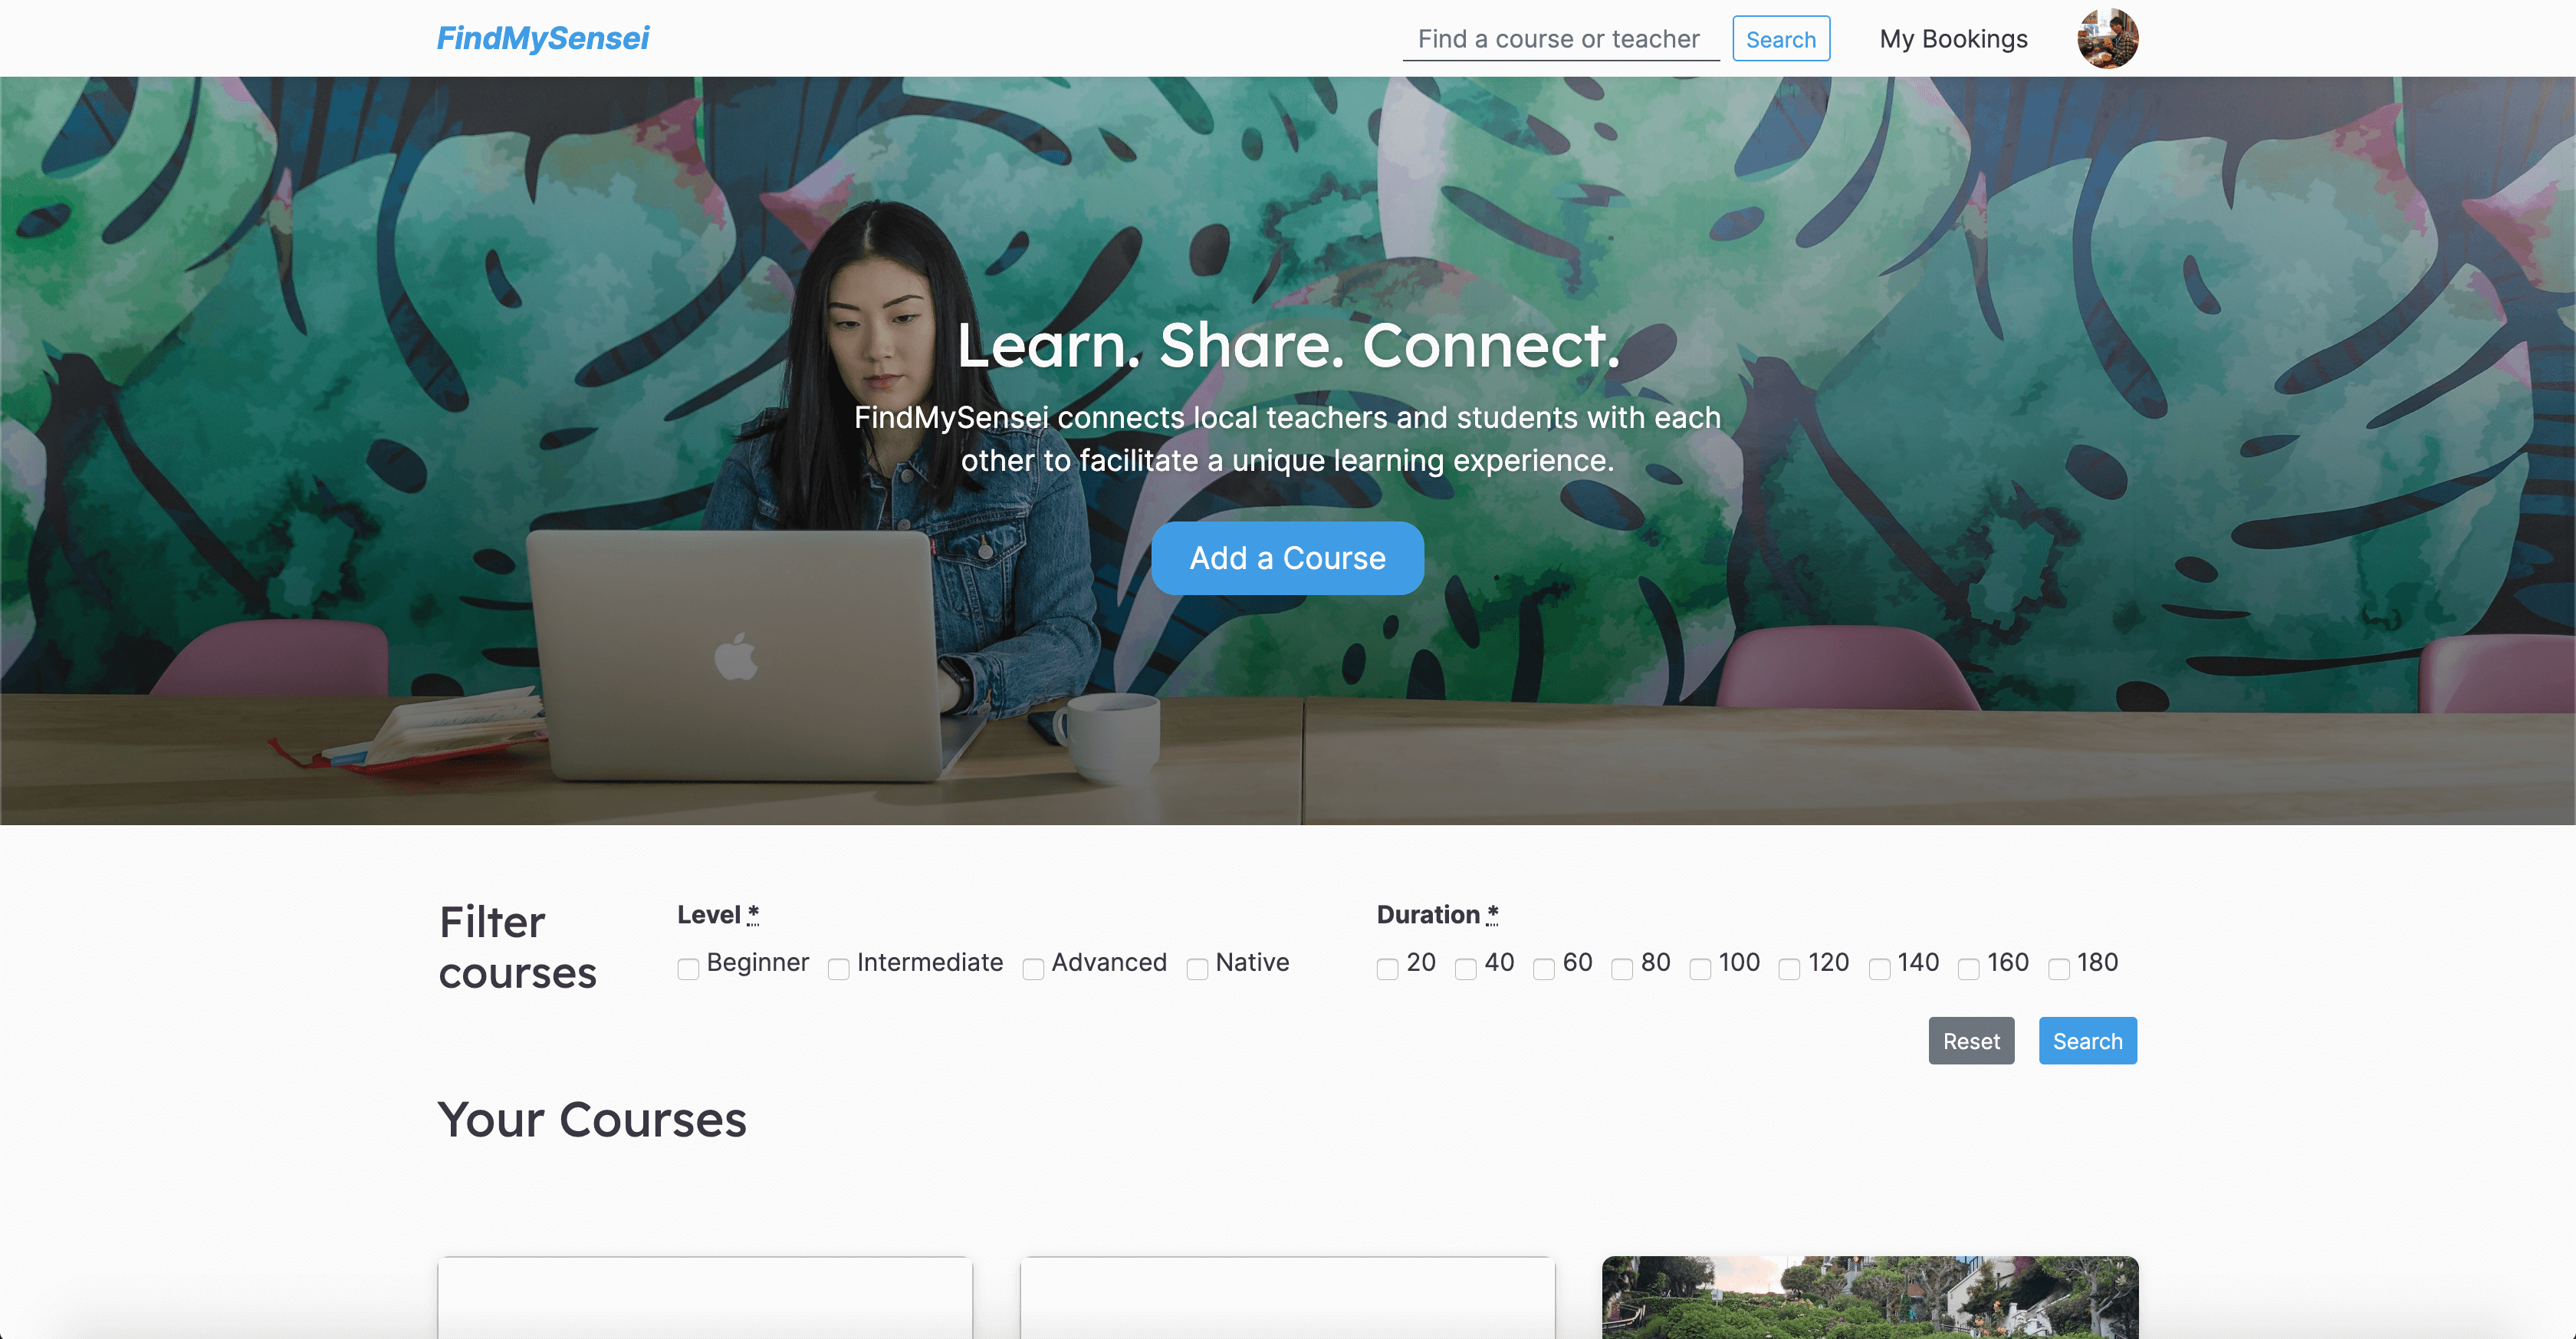 FindMySensei
Find a course or teacher
Search
My Bookings
Learn. Share. Connect.
FindMySensei connects local teachers and students with each
other to facilitate a unique learning experience.
Add a Course
Filter
courses
Level *
Beginner Intermediate Advanced Native
Duration *
20 40 60 80 100 120 140 160 180
Reset
Search
Your Courses